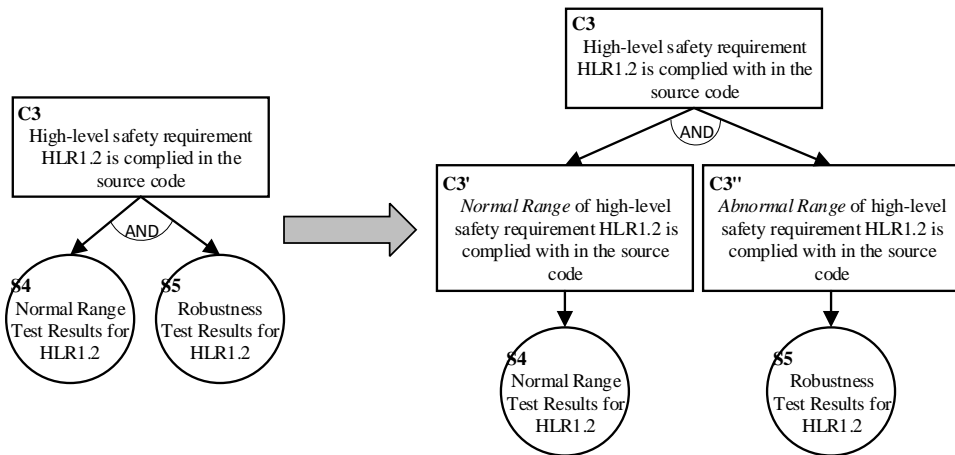 C3
High-level safety requirement
HLR1.2 is complied in the
source code
AND
S4
Normal Range
Test Results for
HLR1.2
S5
Robustness
Test Results for
HLR1.2
C3
High-level safety requirement
HLR1.2 is complied with in the
source code
AND
C3'
Normal Range of high-level
safety requirement HLR1.2 is
complied with in the source
code
C3''
Abnormal Range of high-level
safety requirement HLR1.2 is
complied with in the source
code
S4
Normal Range
Test Results for
HLR1.2
S5
Robustness
Test Results for
HLR1.2